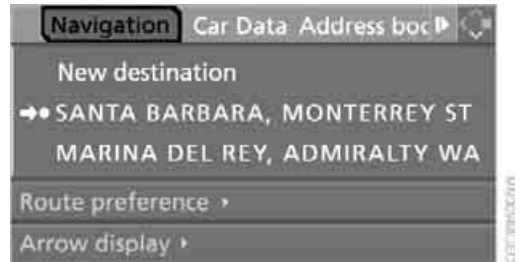 Navigation Car Data Address boc
New destination
SANTA BARBARA, MONTERREY ST
MARINA DEL REY, ADMIRALTY WA
Route preference
Arrow display